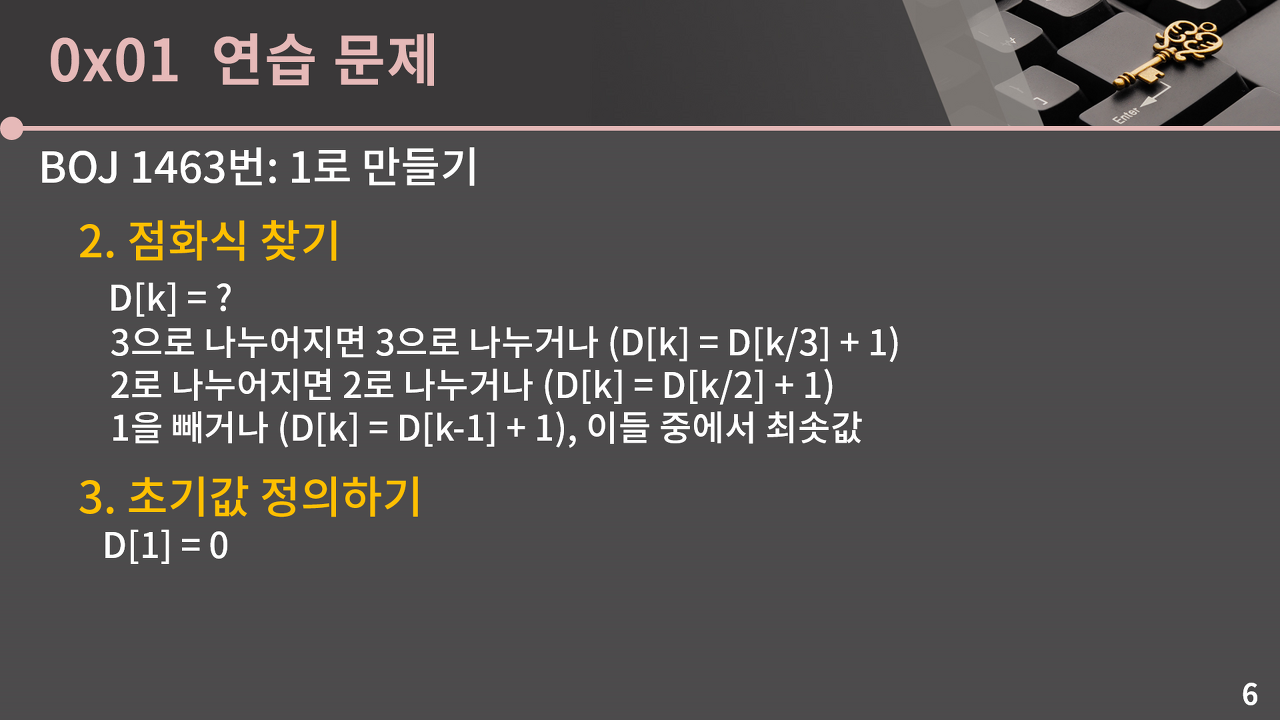 0x01 연습 문제
Enter
BOJ 1463번: 1로 만들기
2. 점화식 찾기
D[k] = ?
3으로 나누어지면 3으로 나누거나 (D[k] = D[k/3] + 1)
2로 나누어지면 2로 나누거나 (D[k] = D[k/2] + 1)
1을 빼거나 (D[k] = D[k-1] + 1), 이들 중에서 최솟값
3. 초기값 정의하기
D[1] = 0
6